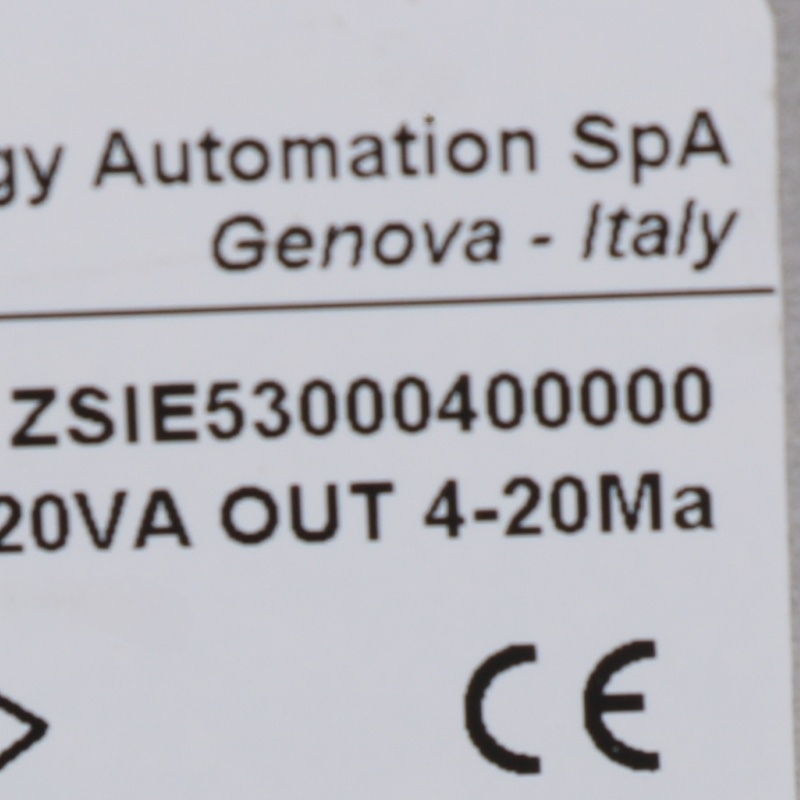 gy Automation SpA
Genova - Italy
ZSIE53000400000
20VA OUT 4-20Ma
CE